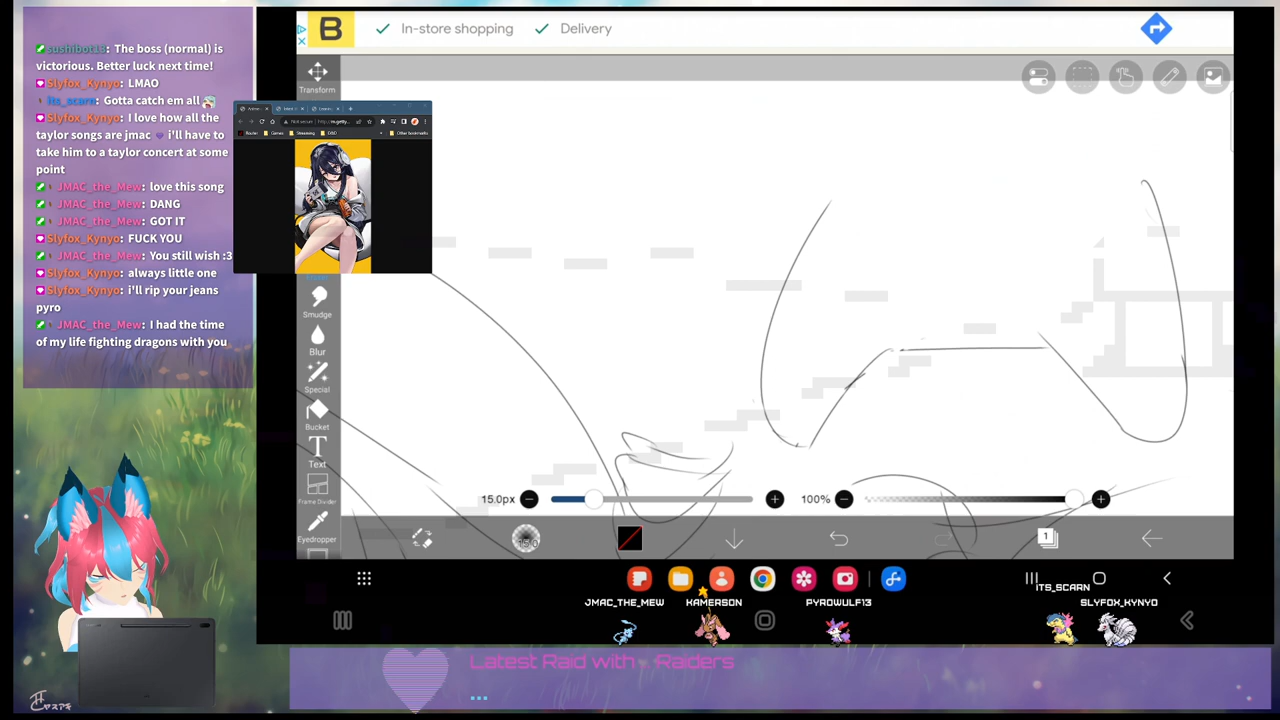 B
In-store shopping
Delivery
sushibot13: The boss (normal) is
victorious. Better luck next time!
Slyfox_Kynyo: LMAO
its_scarn: Gotta catch em all
Slyfox_Kynyo: I love how all the
taylor songs are jmac 💜 i'll have to
take him to a taylor concert at some
point
JMAC_the_Mew: love this song
JMAC_the_Mew: DANG
JMAC_the_Mew: GOT IT
Slyfox_Kynyo: FUCK YOU
JMAC_the_Mew: You still wish :3
Slyfox_Kynyo: always little one
Slyfox_Kynyo: i'll rip your jeans
pyro
JMAC_the_Mew: I had the time
of my life fighting dragons with you
Transform
Other bookmarks
Smudge
Blur
Special
Bucket
T
Text
Frame Divider
Eyedropper
15.0px
100%
15.0
1
JMAC_THE_MEW
KAMERSON
PYROWULF13
ITS_SCARN
SLYFOX_KYNYO
Latest Raid with - Raiders
...